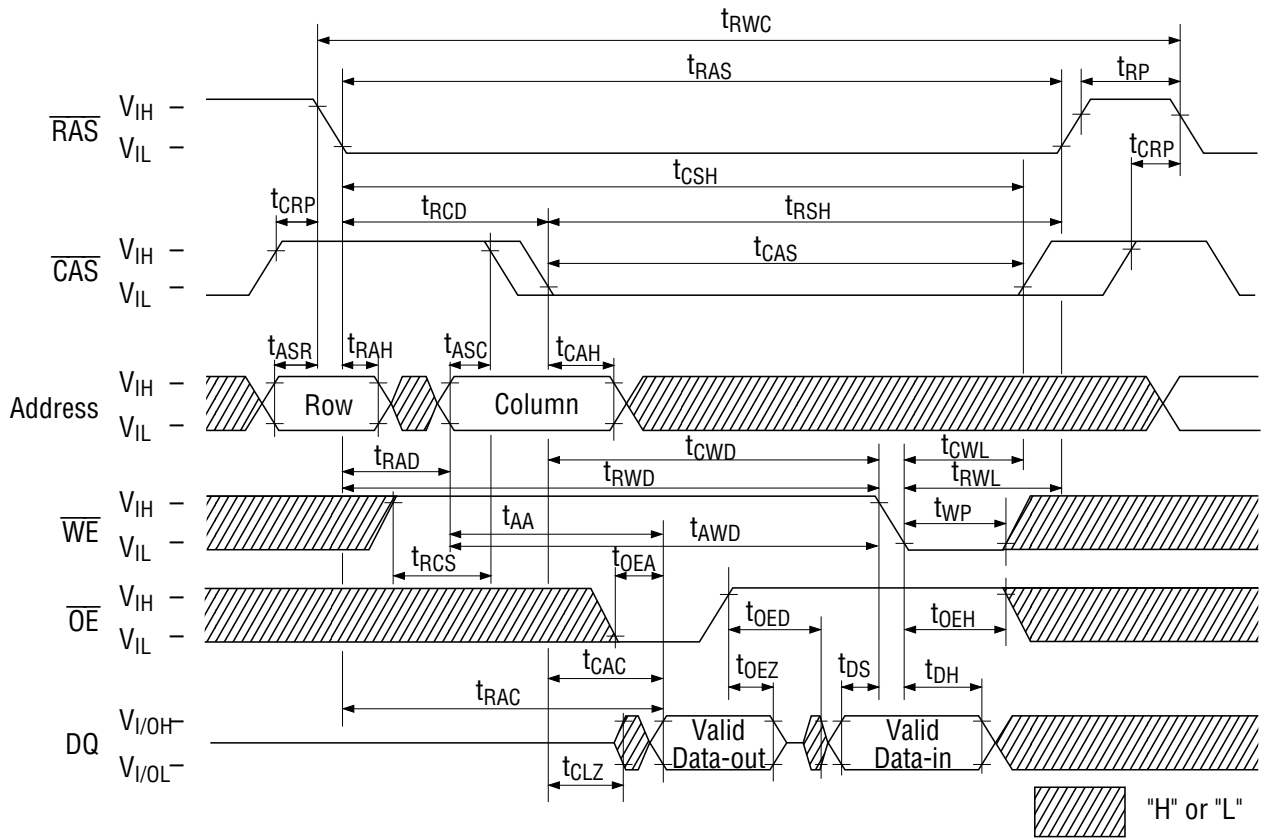 tRWC
tRAS
tRP
RAS
VIH
VIL
tCRP
tCSH
tCRP
tRCD
tRSH
CAS
VIH
VIL
tCAS
tASR
tRAH
tASC
tCAH
Address
VIH
VIL
Row
Column
tRAD
tCWD
tCWL
tRWD
tRWL
WE
VIH
VIL
tAA
tAWD
tWP
tRCS
tOEA
OE
VIH
VIL
tOED
tOEH
tCAC
tOEZ
tDS
tDH
tRAC
DQ
VI/OH
VI/OL
Valid
Data-out
Valid
Data-in
tCLZ
"H" or "L"